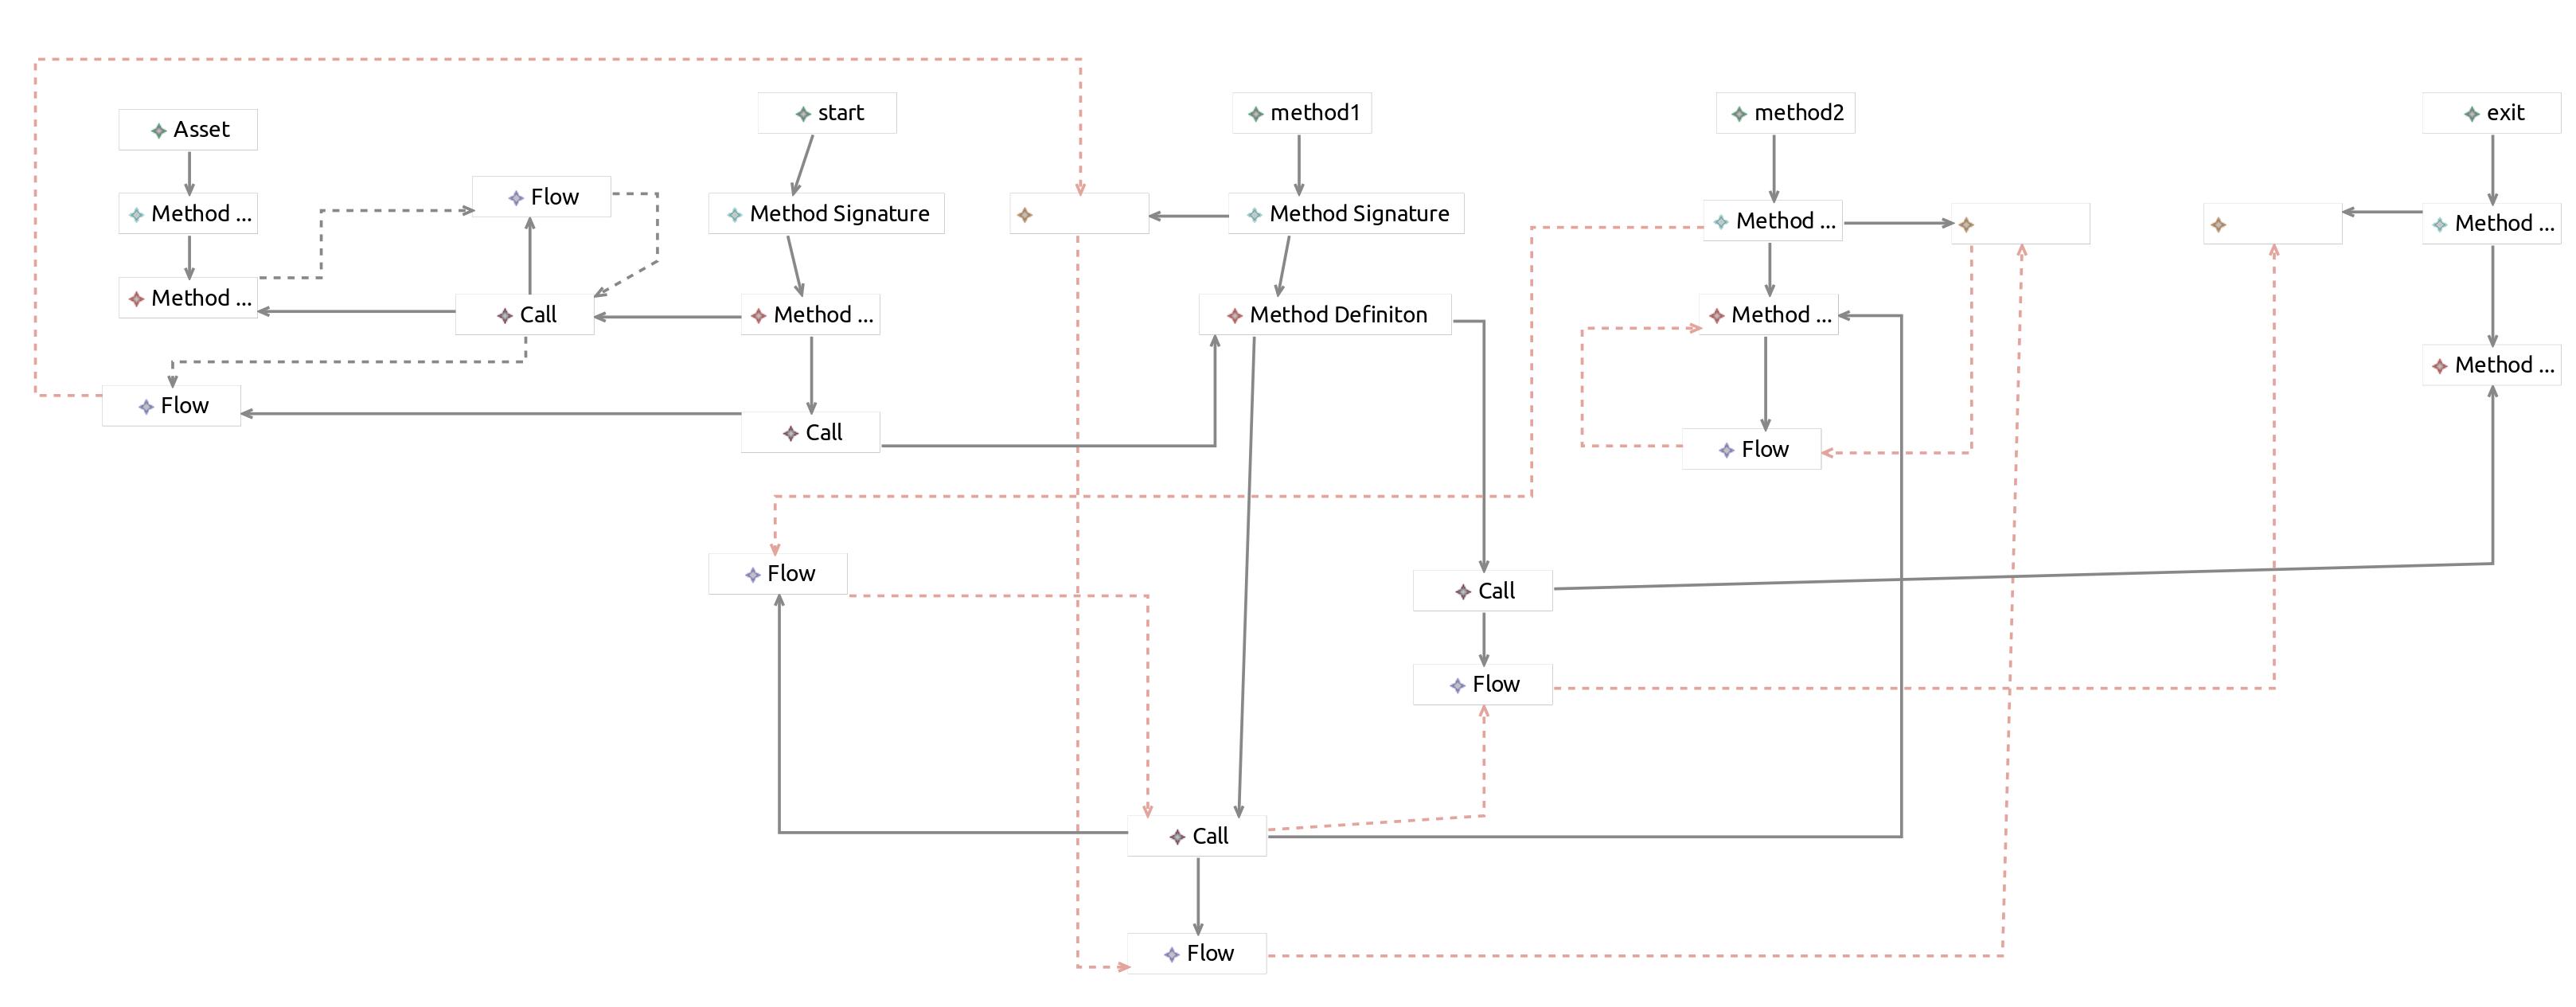 start
method1
method2
exit
Asset
Flow
Method ...
Method Signature
Method Signature
Method ...
Method ...
Method ...
Call
Method ...
Method Definiton
Method ...
Method ...
Flow
Call
Flow
Flow
Call
Flow
Call
Flow